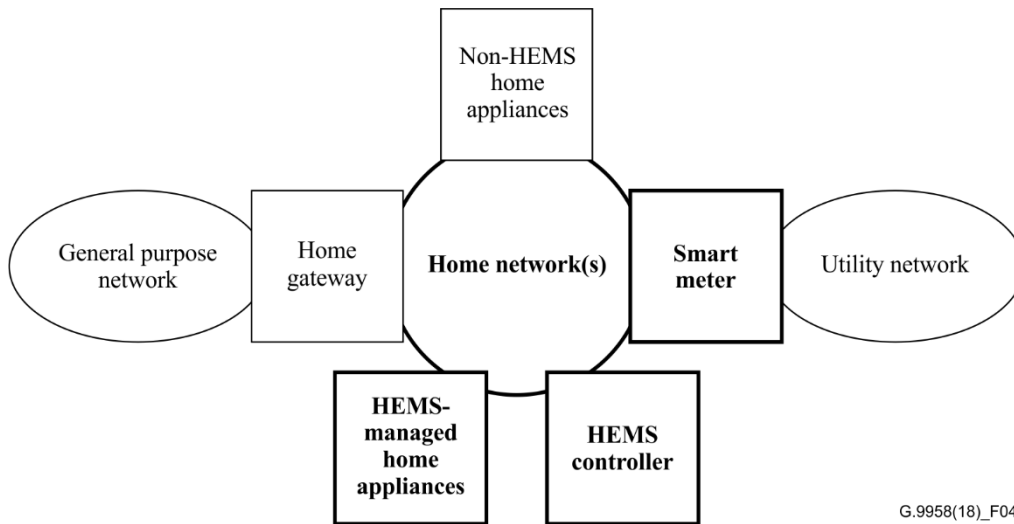 Non-HEMS
home
appliances
General purpose
network
Home
gateway
Home network(s)
Smart
meter
Utility network
HEMS-
managed
home
appliances
HEMS
controller
G.9958(18)_F04